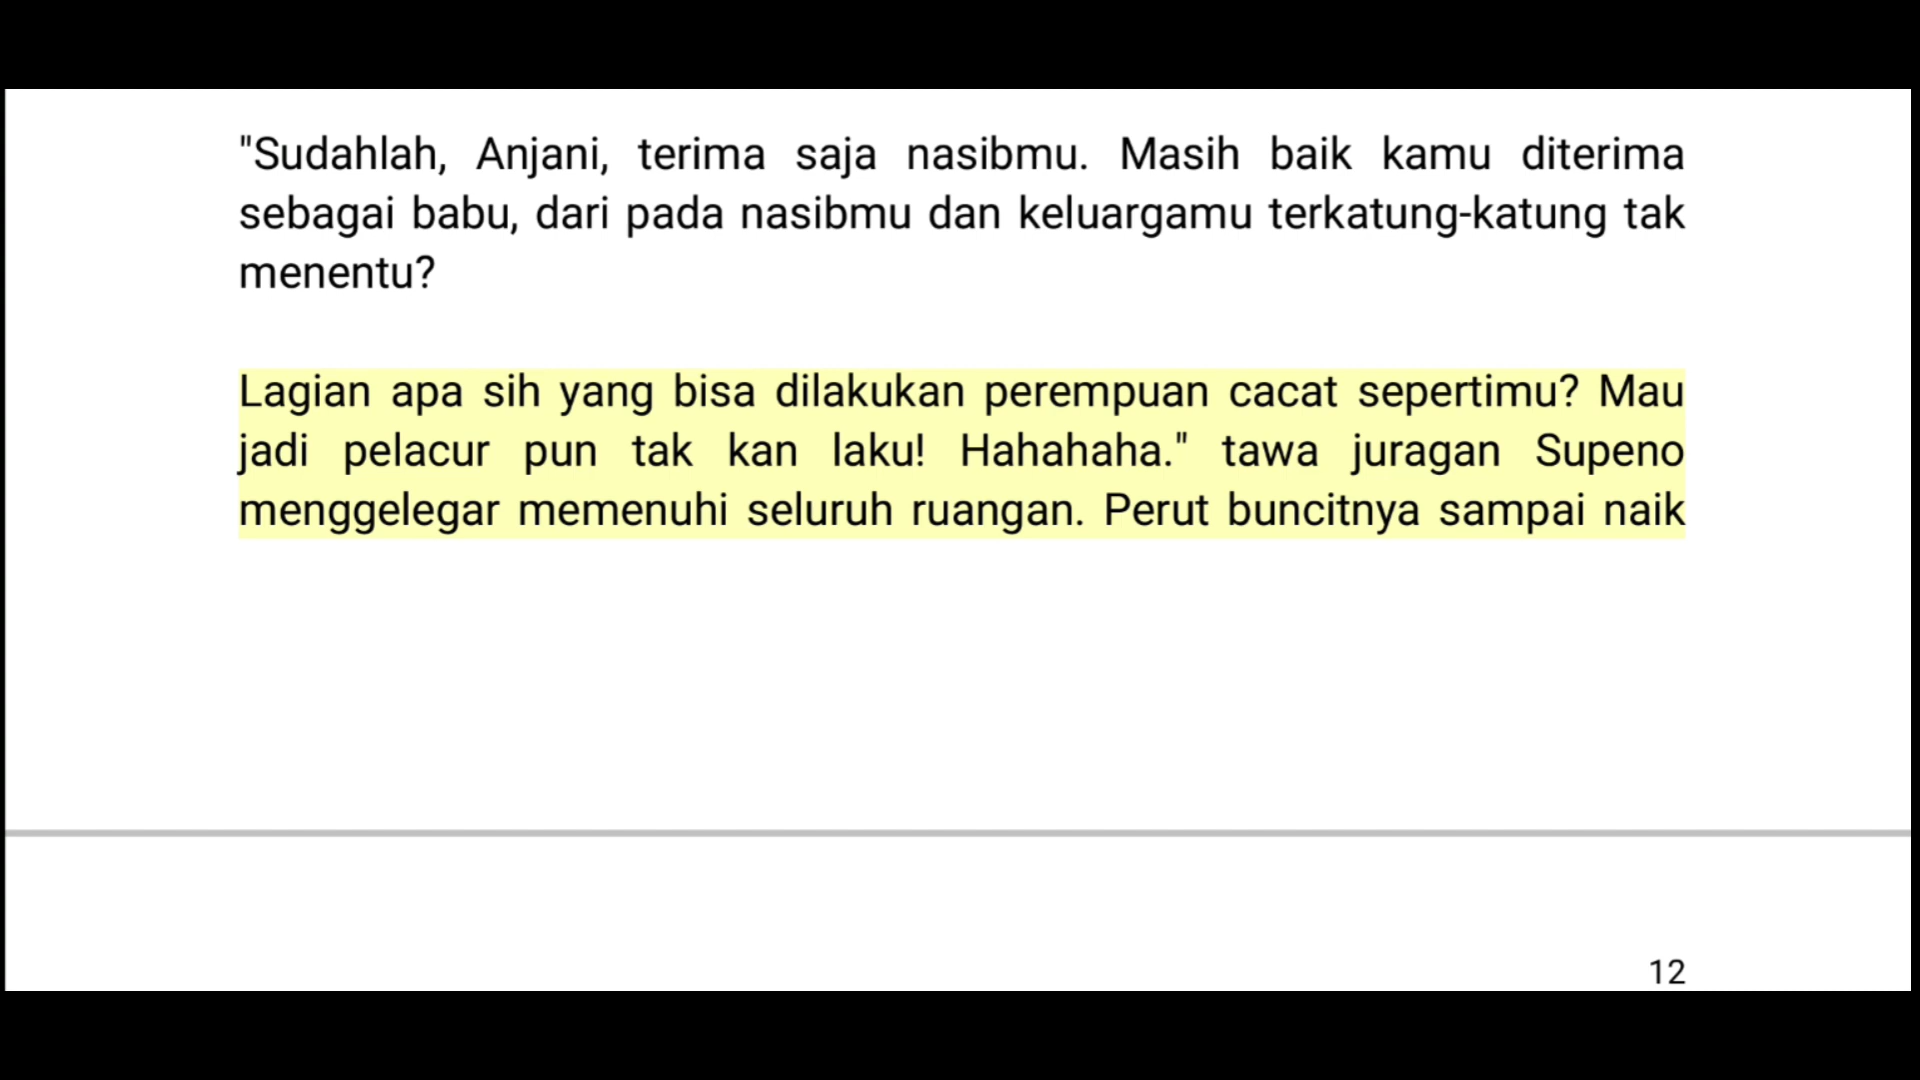 "Sudahlah, Anjani, terima saja nasibmu. Masih baik kamu diterima
sebagai babu, dari pada nasibmu dan keluargamu terkatung-katung tak
menentu?
Lagian apa sih yang bisa dilakukan perempuan cacat sepertimu? Mau
jadi pelacur pun tak kan laku! Hahahaha." tawa juragan Supeno
menggelegar memenuhi seluruh ruangan. Perut buncitnya sampai naik
12